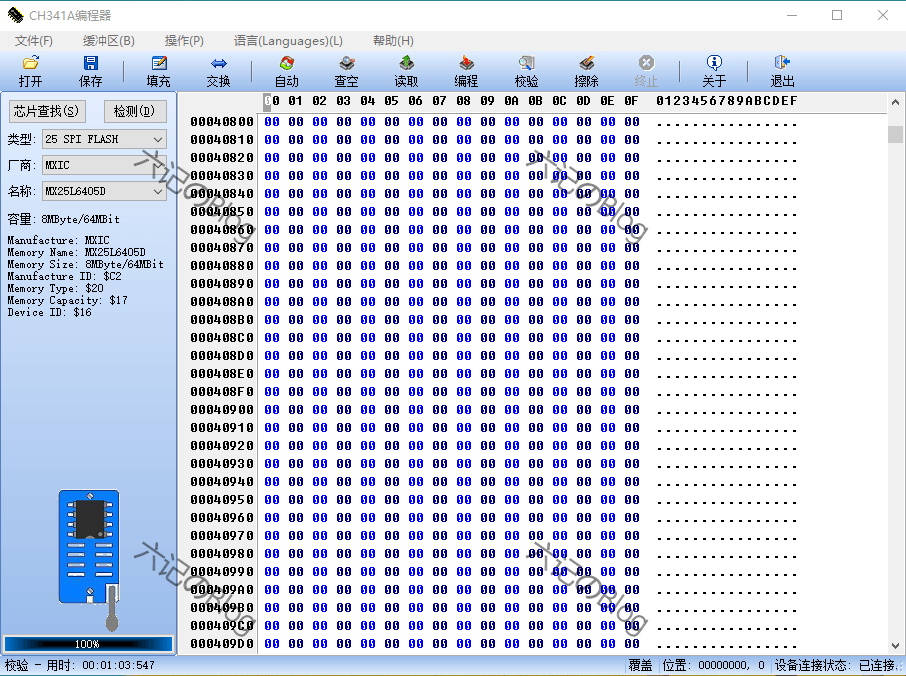 CH341A编程器
文件(F) 缓冲区(B) 操作(P) 语言(Languages)(L) 帮助(H)
打开 保存 填充 交换 自动 查空 读取 编程 校验 擦除 终止 关于 退出
芯片查找(S) 检测(D)
类型: 25 SPI FLASH
厂商: MXIC
名称: MX25L6405D
容量: 8MByte/64MBit
Manufacture: MXIC
Memory Name: MX25L6405D
Memory Size: 8MByte/64MBit
Manufacture ID: $C2
Memory Type: $20
Memory Capacity: $17
Device ID: $16
100%
00 01 02 03 04 05 06 07 08 09 0A 0B 0C 0D 0E 0F 0123456789ABCDEF
00040800 00 00 00 00 00 00 00 00 00 00 00 00 00 00 00 00 ................
00040810 00 00 00 00 00 00 00 00 00 00 00 00 00 00 00 00 ................
00040820 00 00 00 00 00 00 00 00 00 00 00 00 00 00 00 00 ................
00040830 00 00 00 00 00 00 00 00 00 00 00 00 00 00 00 00 ................
00040840 00 00 00 00 00 00 00 00 00 00 00 00 00 00 00 00 ................
00040850 00 00 00 00 00 00 00 00 00 00 00 00 00 00 00 00 ................
00040860 00 00 00 00 00 00 00 00 00 00 00 00 00 00 00 00 ................
00040870 00 00 00 00 00 00 00 00 00 00 00 00 00 00 00 00 ................
00040880 00 00 00 00 00 00 00 00 00 00 00 00 00 00 00 00 ................
00040890 00 00 00 00 00 00 00 00 00 00 00 00 00 00 00 00 ................
000408A0 00 00 00 00 00 00 00 00 00 00 00 00 00 00 00 00 ................
000408B0 00 00 00 00 00 00 00 00 00 00 00 00 00 00 00 00 ................
000408C0 00 00 00 00 00 00 00 00 00 00 00 00 00 00 00 00 ................
000408D0 00 00 00 00 00 00 00 00 00 00 00 00 00 00 00 00 ................
000408E0 00 00 00 00 00 00 00 00 00 00 00 00 00 00 00 00 ................
000408F0 00 00 00 00 00 00 00 00 00 00 00 00 00 00 00 00 ................
00040900 00 00 00 00 00 00 00 00 00 00 00 00 00 00 00 00 ................
00040910 00 00 00 00 00 00 00 00 00 00 00 00 00 00 00 00 ................
00040920 00 00 00 00 00 00 00 00 00 00 00 00 00 00 00 00 ................
00040930 00 00 00 00 00 00 00 00 00 00 00 00 00 00 00 00 ................
00040940 00 00 00 00 00 00 00 00 00 00 00 00 00 00 00 00 ................
00040950 00 00 00 00 00 00 00 00 00 00 00 00 00 00 00 00 ................
00040960 00 00 00 00 00 00 00 00 00 00 00 00 00 00 00 00 ................
00040970 00 00 00 00 00 00 00 00 00 00 00 00 00 00 00 00 ................
00040980 00 00 00 00 00 00 00 00 00 00 00 00 00 00 00 00 ................
00040990 00 00 00 00 00 00 00 00 00 00 00 00 00 00 00 00 ................
000409A0 00 00 00 00 00 00 00 00 00 00 00 00 00 00 00 00 ................
000409B0 00 00 00 00 00 00 00 00 00 00 00 00 00 00 00 00 ................
000409C0 00 00 00 00 00 00 00 00 00 00 00 00 00 00 00 00 ................
000409D0 00 00 00 00 00 00 00 00 00 00 00 00 00 00 00 00 ................
六记のBlog
六记のBlog
六记のBlog
六记のBlog
校验 - 用时: 00:01:03:547 覆盖 位置: 00000000, 0 设备连接状态: 已连接.